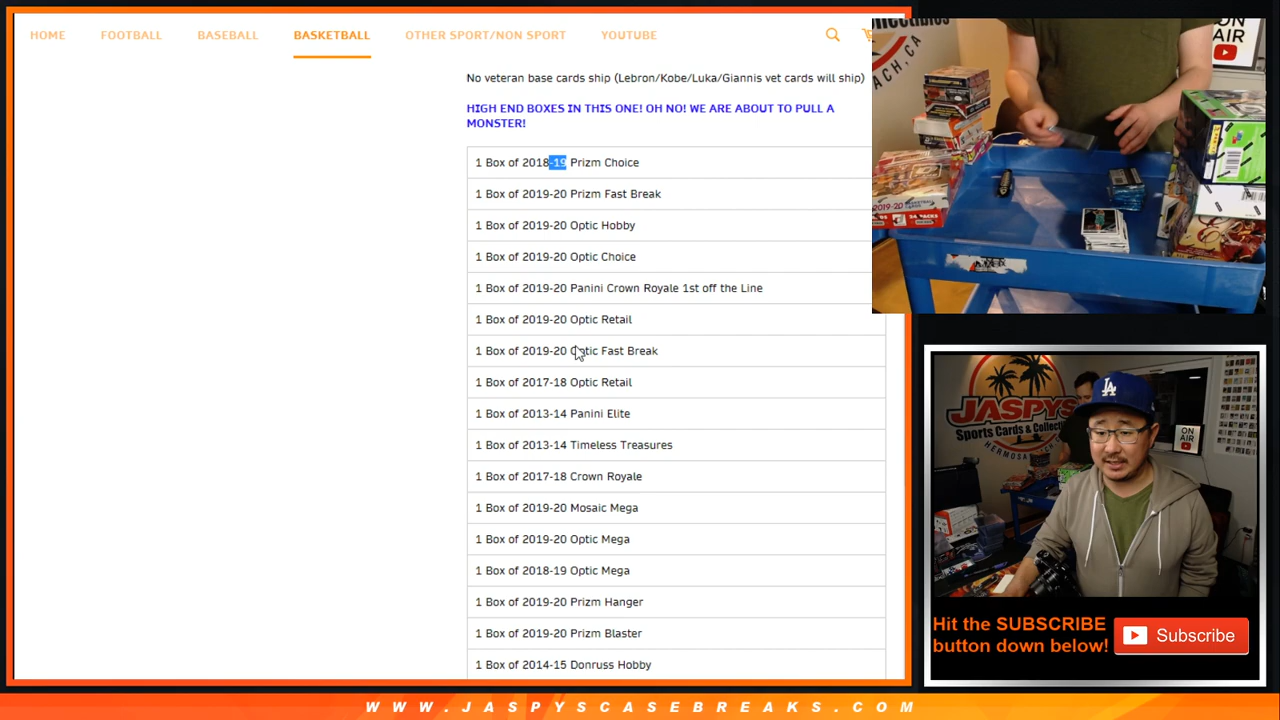 HOME FOOTBALL BASEBALL BASKETBALL OTHER SPORT/NON SPORT YOUTUBE
No veteran base cards ship (Lebron/Kobe/Luka/Giannis vet cards will ship)
HIGH END BOXES IN THIS ONE! OH NO! WE ARE ABOUT TO PULL A
MONSTER!
1 Box of 2018-19 Prizm Choice
1 Box of 2019-20 Prizm Fast Break
1 Box of 2019-20 Optic Hobby
1 Box of 2019-20 Optic Choice
1 Box of 2019-20 Panini Crown Royale 1st off the Line
1 Box of 2019-20 Optic Retail
1 Box of 2019-20 Optic Fast Break
1 Box of 2017-18 Optic Retail
1 Box of 2013-14 Panini Elite
1 Box of 2013-14 Timeless Treasures
1 Box of 2017-18 Crown Royale
1 Box of 2019-20 Mosaic Mega
1 Box of 2019-20 Optic Mega
1 Box of 2018-19 Optic Mega
1 Box of 2019-20 Prizm Hanger
1 Box of 2019-20 Prizm Blaster
1 Box of 2014-15 Donruss Hobby
ON
AIR
2019-20
JASPYS
Sports Cards &
HERMOSA
LA
ON
AIR
Hit the SUBSCRIBE
button down below!
Subscribe
WWW.JASPYSCASEBREAKS.COM